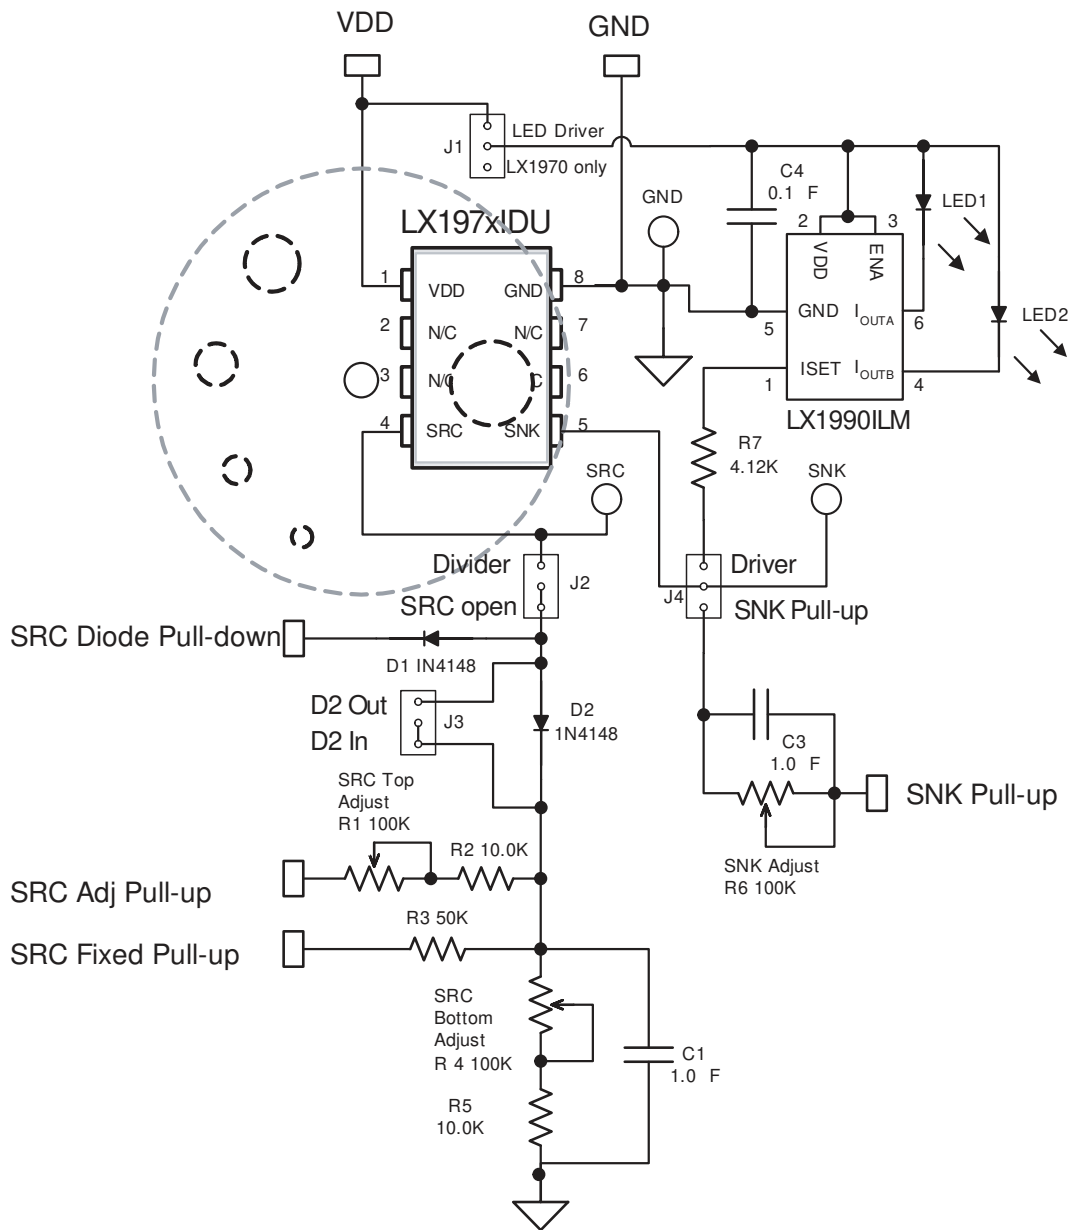 VDD
GND
LED Driver
J1
LX1970 only
C4
0.1 F
GND
LED1
LX197xIDU
2
3
VDD
ENA
1
VDD
GND
8
GND
I OUTA
5
6
LED2
2
N/C
N/C
7
3
N/C
C
6
ISET
I OUTB
1
4
4
SRC
SNK
5
LX1990ILM
R7
4.12K
SRC
SNK
Divider
J2
SRC open
Driver
J4
SNK Pull-up
SRC Diode Pull-down
D1 IN4148
D2 Out
J3
D2 In
D2
1N4148
C3
1.0 F
SRC Top
Adjust
R1 100K
SNK Pull-up
R2 10.0K
SNK Adjust
R6 100K
SRC Adj Pull-up
R3 50K
SRC Fixed Pull-up
SRC
Bottom
Adjust
R 4 100K
C1
1.0 F
R5
10.0K